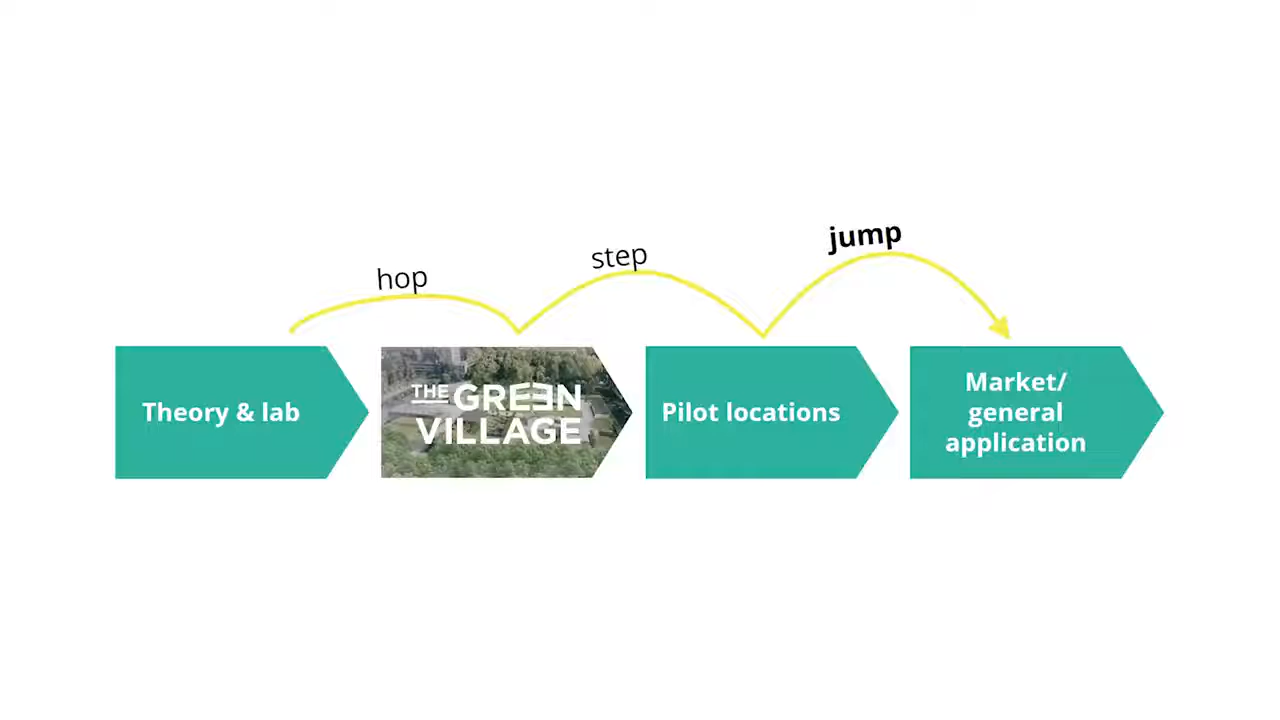 hop
step
jump
Theory & lab
THE GREEN
VILLAGE
Pilot locations
Market/
general
application